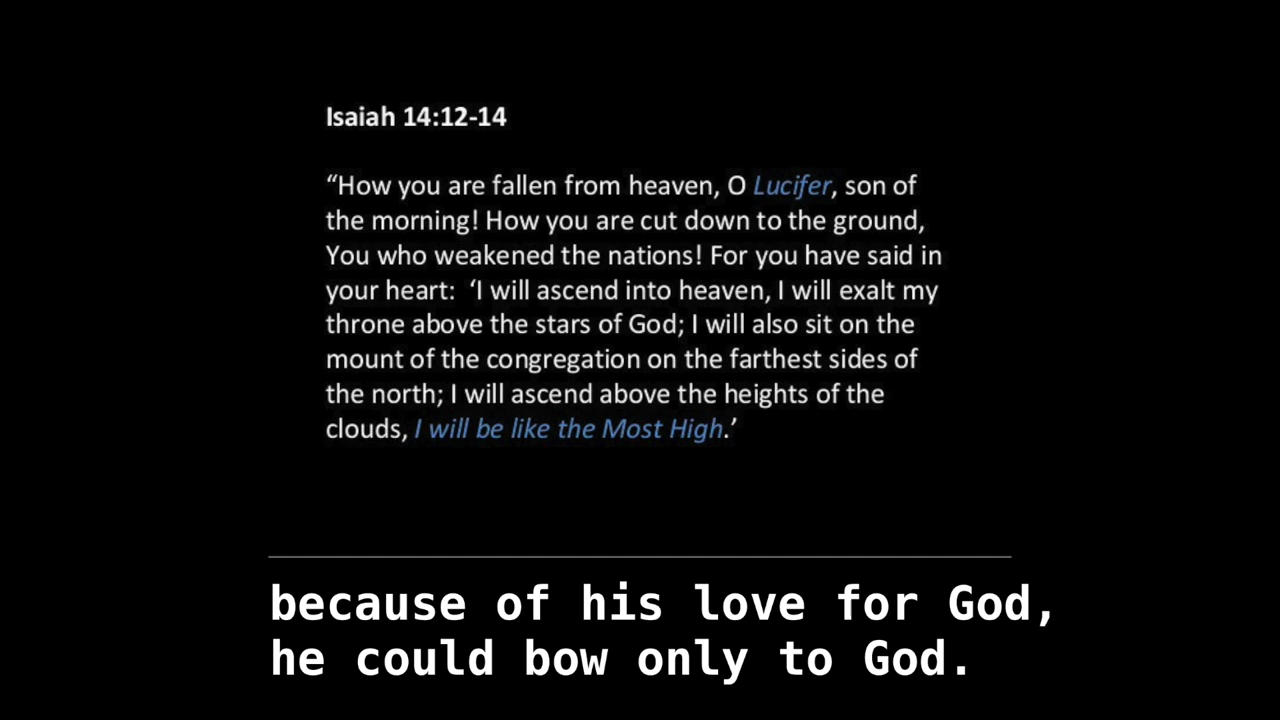 Isaiah 14:12-14
“How you are fallen from heaven, O Lucifer, son of
the morning! How you are cut down to the ground,
You who weakened the nations! For you have said in
your heart:  ‘I will ascend into heaven, I will exalt my
throne above the stars of God; I will also sit on the
mount of the congregation on the farthest sides of
the north; I will ascend above the heights of the
clouds, I will be like the Most High.’
because of his love for God,
he could bow only to God.